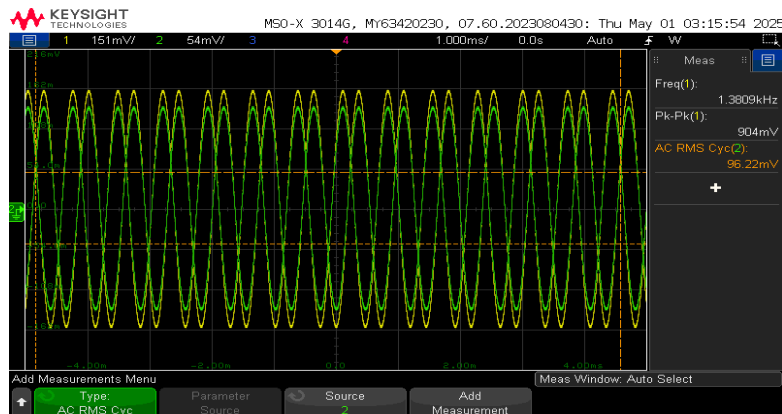 KEYSIGHT
TECHNOLOGIES
MSO-X 3014G, MY63420230, 07.60.2023080430: Thu May 01 03:15:54 2025
1 151mV/ 2 54mV/ 3 4 1.000ms/ 0.0s Auto W
Meas
Freq(1):
1.3809kHz
Pk-Pk(1):
904mV
AC RMS Cyc(2):
96.22mV
+
-4.00m -2.00m 0.0 2.00m 4.00m
Add Measurements Menu
Meas Window: Auto Select
Type:
AC RMS Cyc
Parameter
Source
Source
2
Add
Measurement